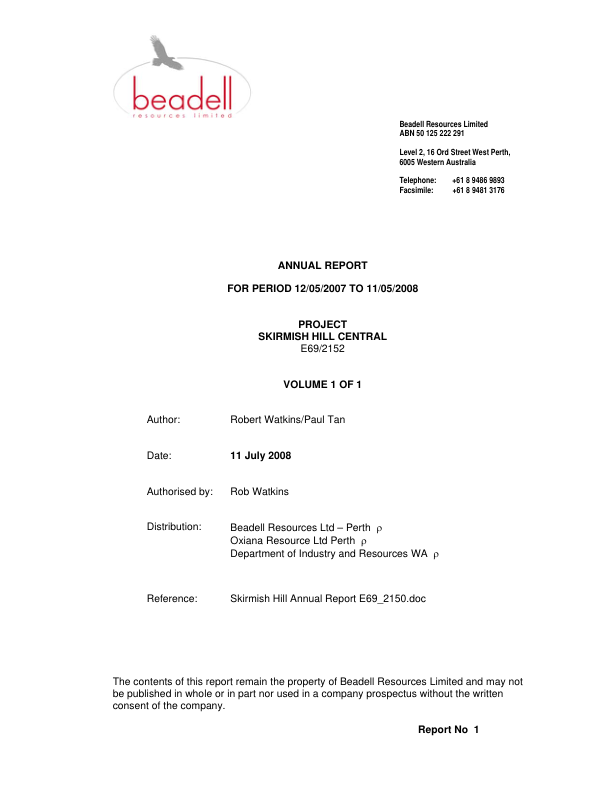 beadell
resources limited
Beadell Resources Limited
ABN 50 125 222 291
Level 2, 16 Ord Street West Perth,
6005 Western Australia
Telephone: +61 8 9486 9893
Facsimile: +61 8 9481 3176
ANNUAL REPORT
FOR PERIOD 12/05/2007 TO 11/05/2008
PROJECT
SKIRMISH HILL CENTRAL
E69/2152
VOLUME 1 OF 1
Author: Robert Watkins/Paul Tan
Date: 11 July 2008
Authorised by: Rob Watkins
Distribution: Beadell Resources Ltd – Perth ρ
Oxiana Resource Ltd Perth ρ
Department of Industry and Resources WA ρ
Reference: Skirmish Hill Annual Report E69_2150.doc
The contents of this report remain the property of Beadell Resources Limited and may not
be published in whole or in part nor used in a company prospectus without the written
consent of the company.
Report No 1